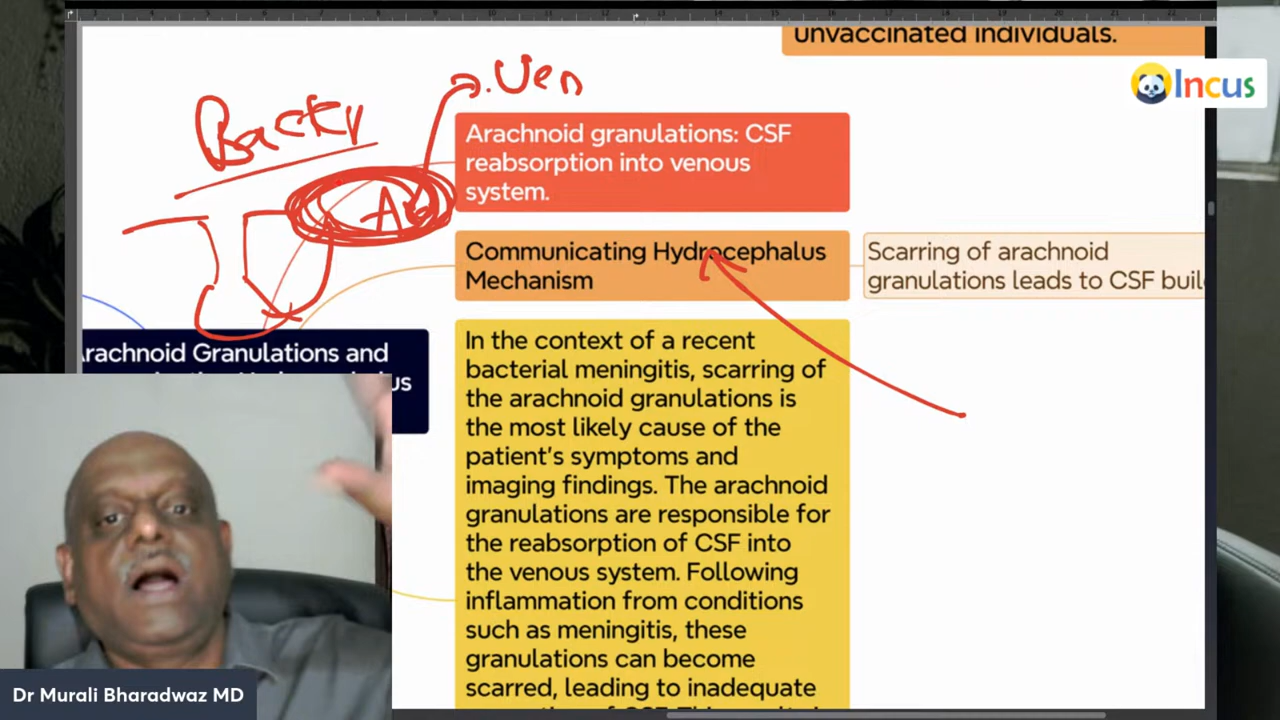 unvaccinated individuals.
Incus
Ven
Arachnoid granulations: CSF
reabsorption into venous
system.
Communicating Hydrocephalus
Mechanism
Scarring of arachnoid
granulations leads to CSF buil
Arachnoid Granulations and
us
In the context of a recent
bacterial meningitis, scarring of
the arachnoid granulations is
the most likely cause of the
patient's symptoms and
imaging findings. The arachnoid
granulations are responsible for
the reabsorption of CSF into
the venous system. Following
inflammation from conditions
such as meningitis, these
granulations can become
scarred, leading to inadequate
Dr Murali Bharadwaz MD